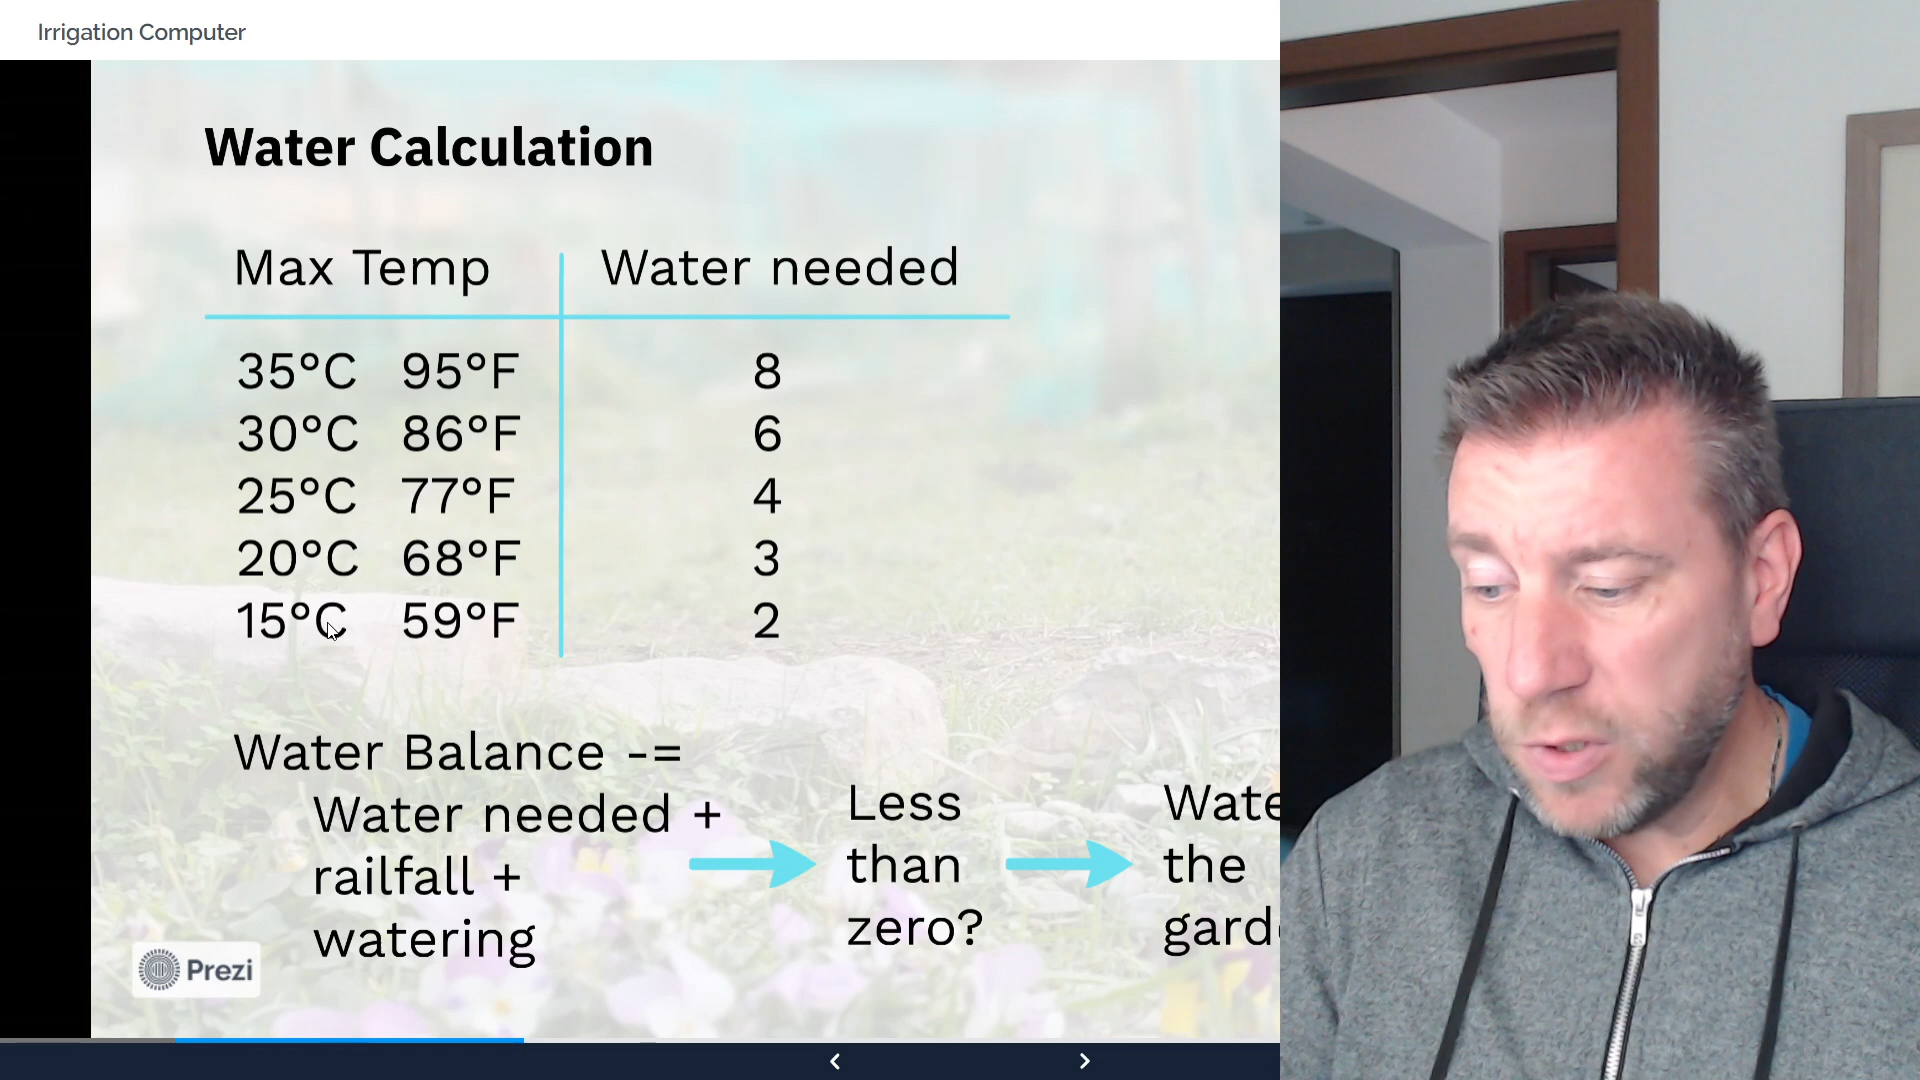 Irrigation Computer
Water Calculation
Max Temp Water needed
35°C 95°F 8
30°C 86°F 6
25°C 77°F 4
20°C 68°F 3
15°C 59°F 2
Water Balance -=
Water needed +
railfall +
watering
Less
than
zero?
Wate
the
gard
Prezi